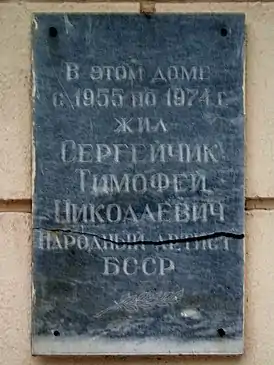 В ЭТОМ ДОМЕ
С 1955 ПО 1974 Г.
ЖИЛ
СЕРГЕЙЧИК
ТИМОФЕЙ
НИКОЛАЕВИЧ
НАРОДНЫЙ АРТИСТ
БССР